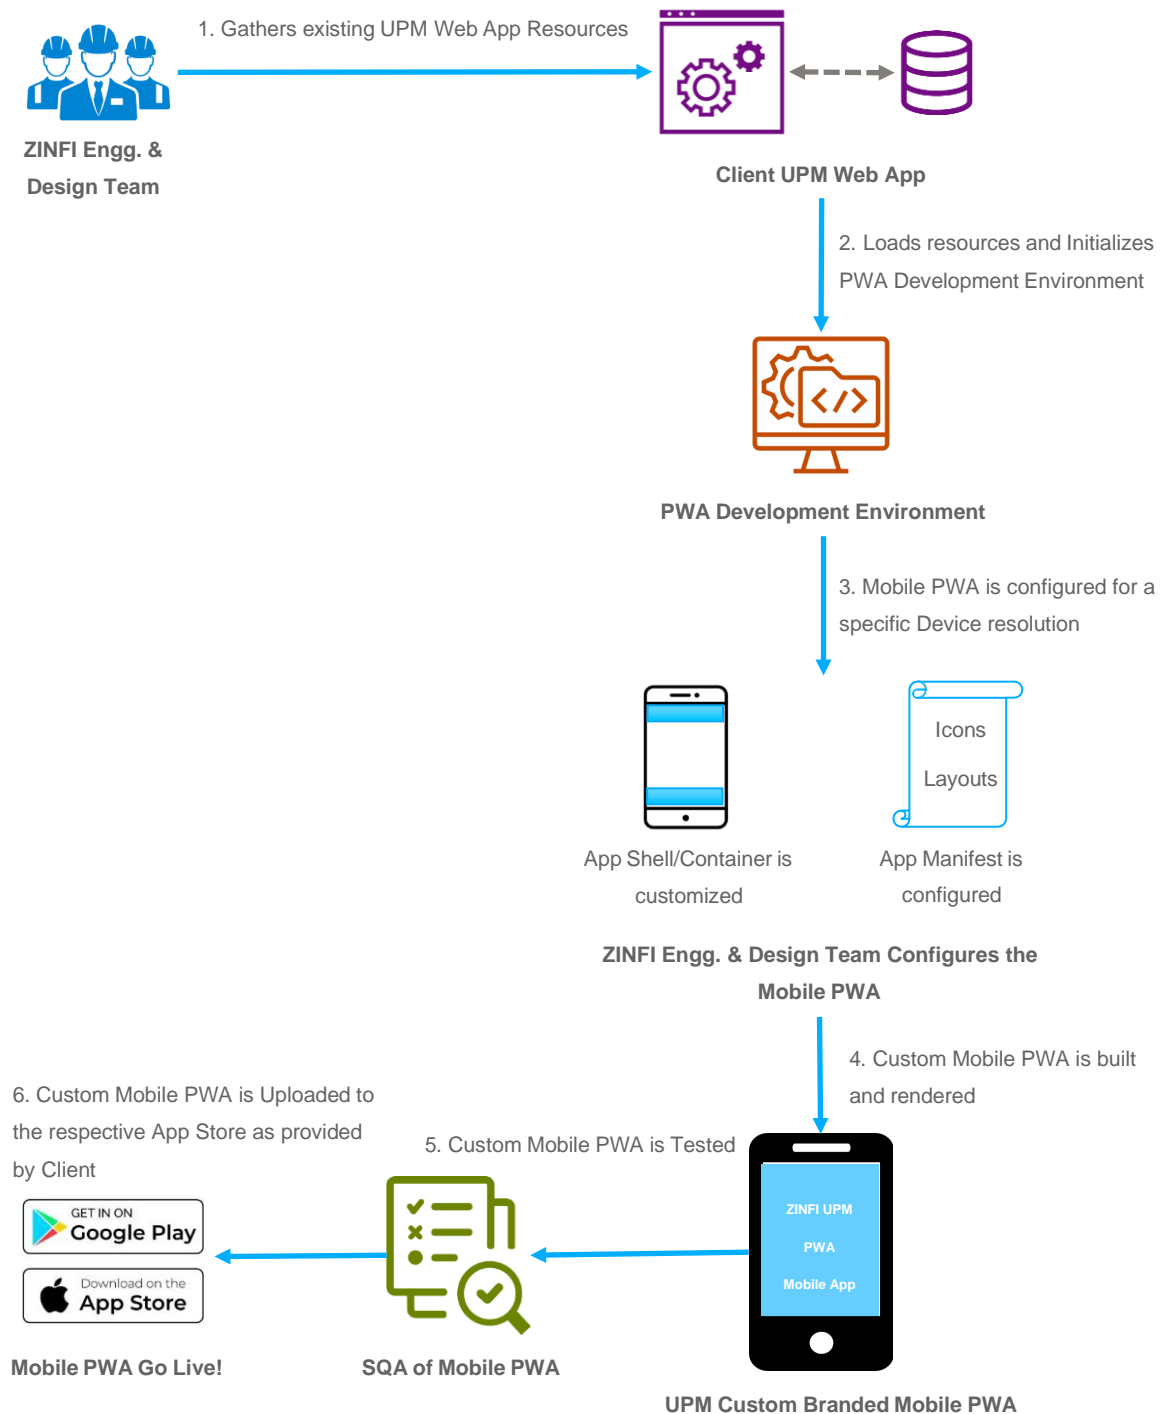 1. Gathers existing UPM Web App Resources
ZINFI Engg. &
Design Team
Client UPM Web App
2. Loads resources and Initializes
PWA Development Environment
</>
PWA Development Environment
3. Mobile PWA is configured for a
specific Device resolution
Icons
Layouts
App Shell/Container is
customized
App Manifest is
configured
ZINFI Engg. & Design Team Configures the
Mobile PWA
4. Custom Mobile PWA is built
and rendered
ZINFI UPM
PWA
Mobile App
UPM Custom Branded Mobile PWA
5. Custom Mobile PWA is Tested
SQA of Mobile PWA
6. Custom Mobile PWA is Uploaded to
the respective App Store as provided
by Client
GET IN ON
Google Play
Download on the
App Store
Mobile PWA Go Live!